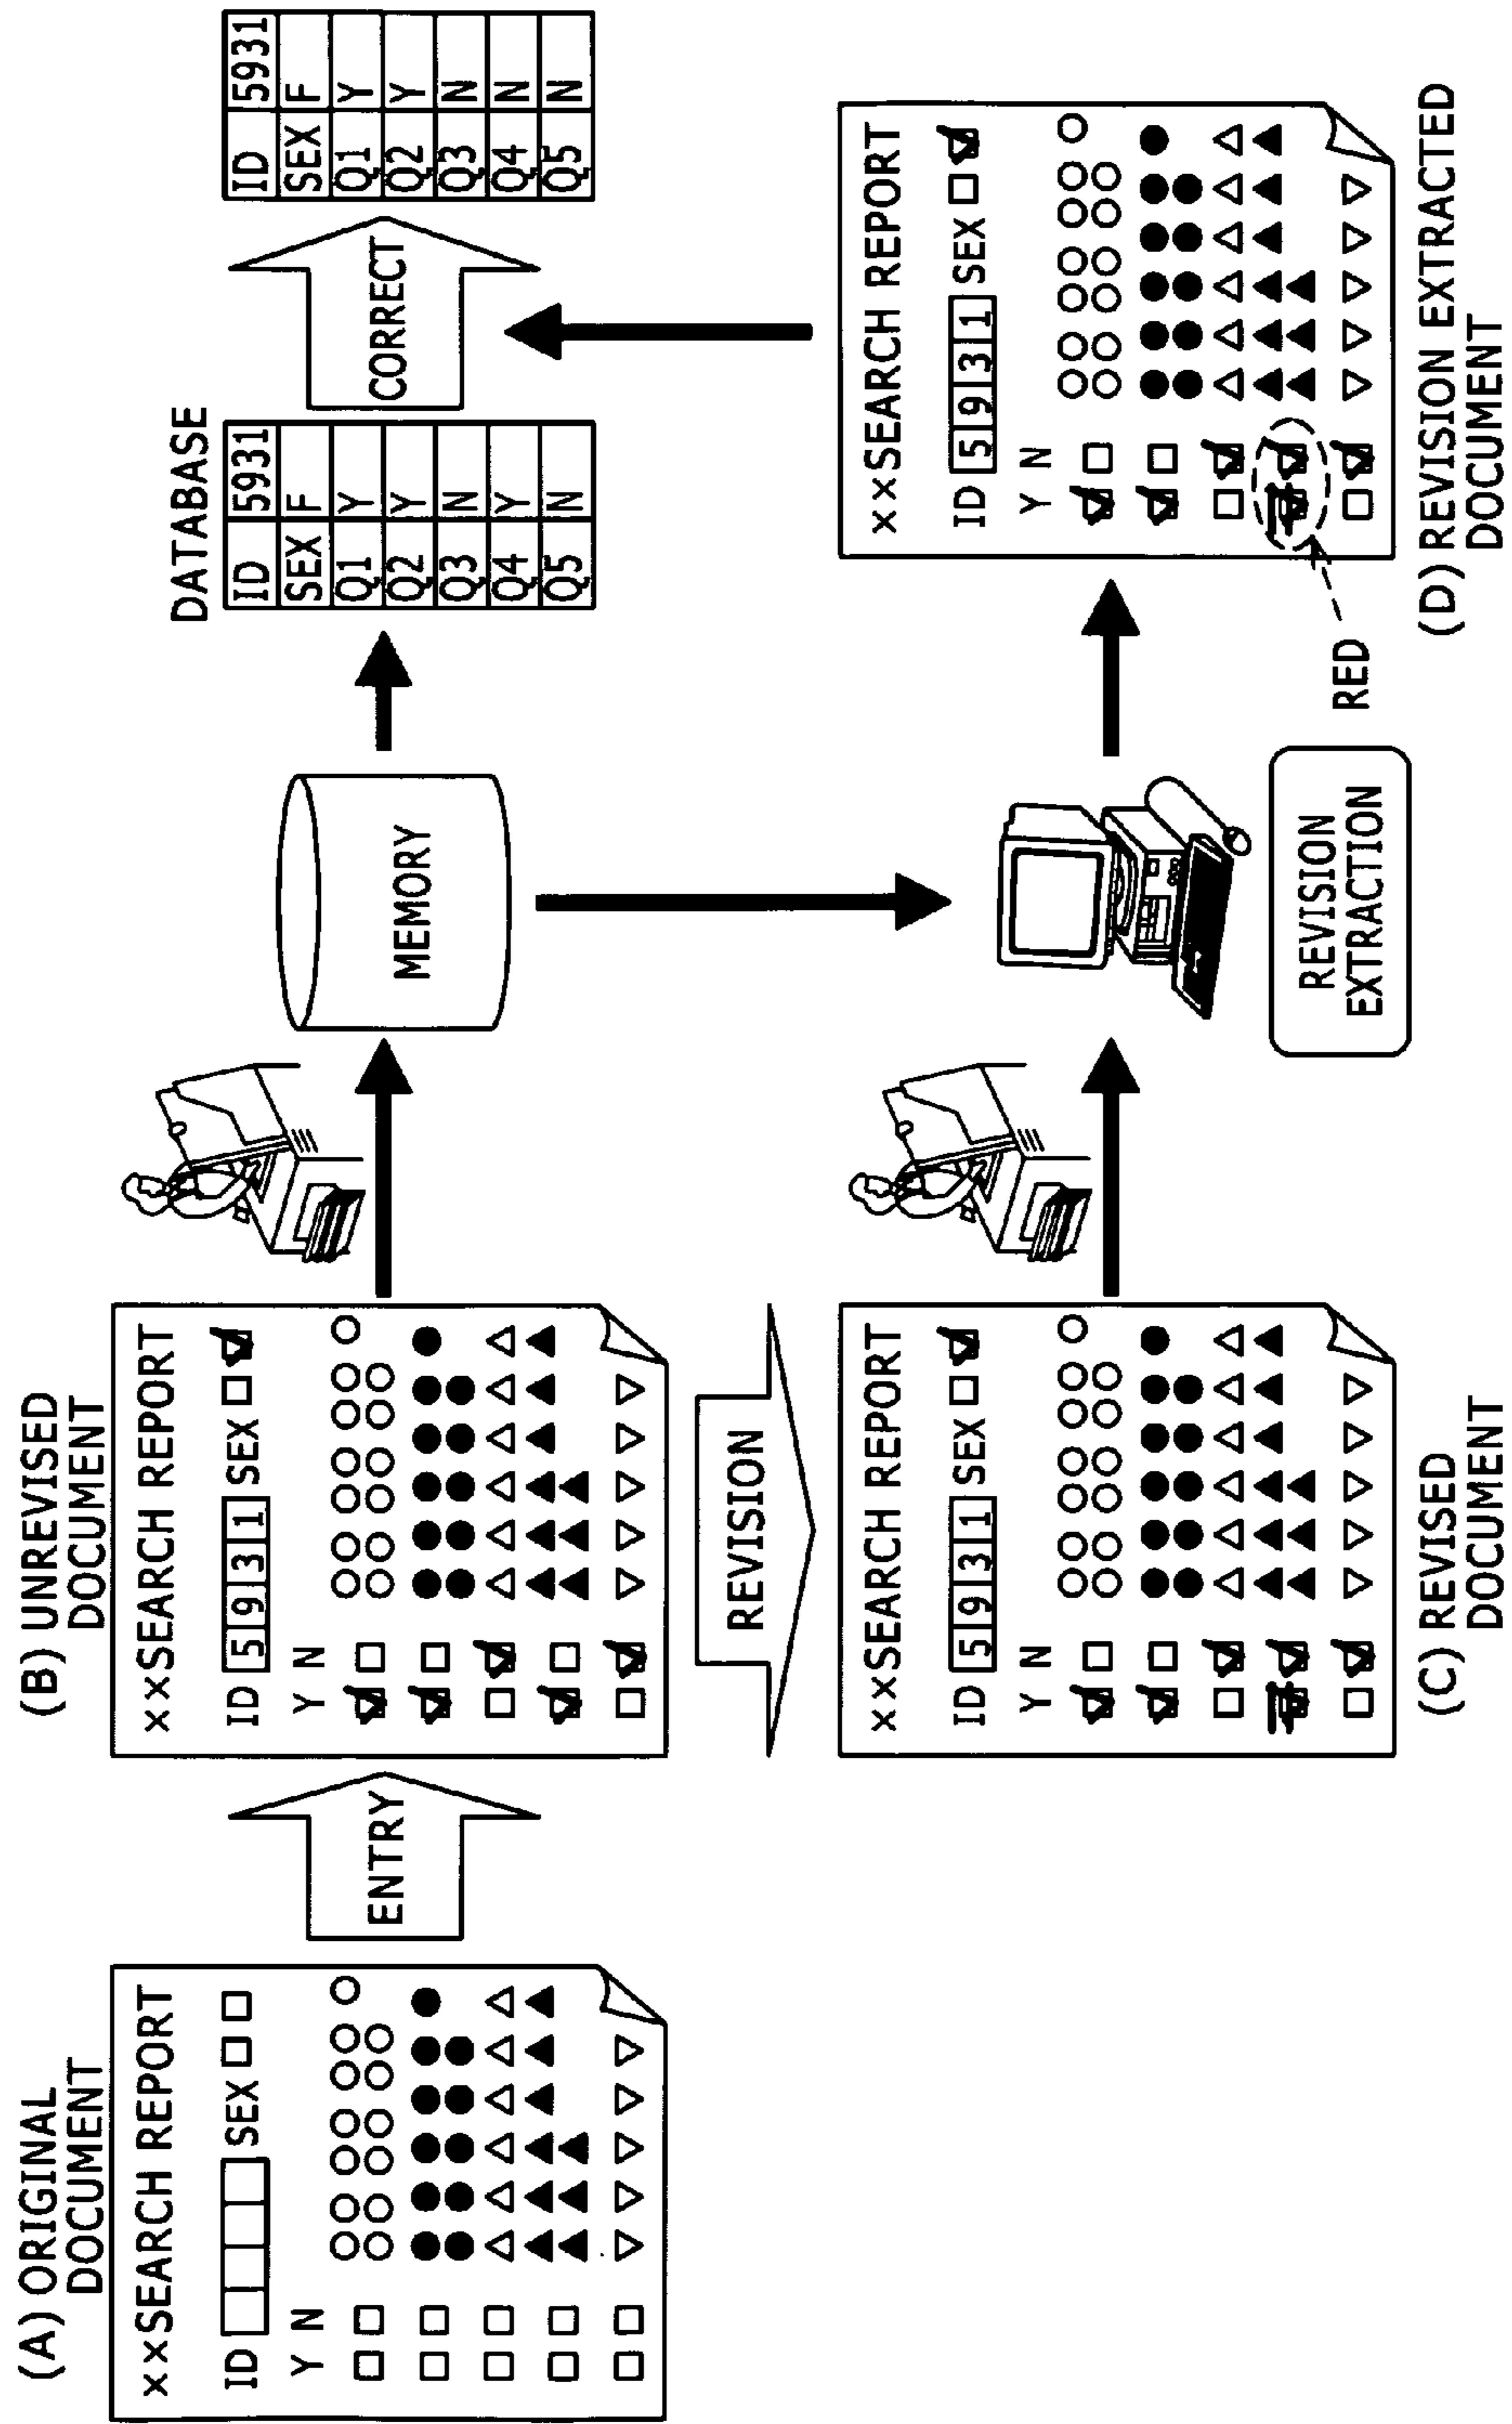 (A) ORIGINAL
DOCUMENT
××SEARCH REPORT
ID
SEX
Y N
ENTRY
(B) UNREVISED
DOCUMENT
××SEARCH REPORT
ID 5 9 3 1 SEX
Y N
MEMORY
DATABASE
ID 5931
SEX F
Q1 Y
Q2 Y
Q3 N
Q4 Y
Q5 N
CORRECT
ID 5931
SEX F
Q1 Y
Q2 Y
Q3 N
Q4 N
Q5 N
REVISION
××SEARCH REPORT
ID 5 9 3 1 SEX
Y N
(C) REVISED
DOCUMENT
REVISION
EXTRACTION
××SEARCH REPORT
ID 5 9 3 1 SEX
Y N
RED
(D) REVISION EXTRACTED
DOCUMENT